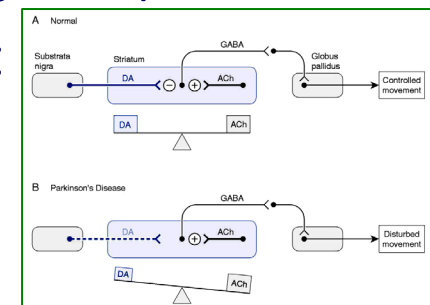 A Normal
GABA
Substrata
nigra
Striatum
Globus
pallidus
DA
ACh
Controlled
movement
DA
ACh
B Parkinson's Disease
GABA
DA
Disturbed
movement
DA
ACh